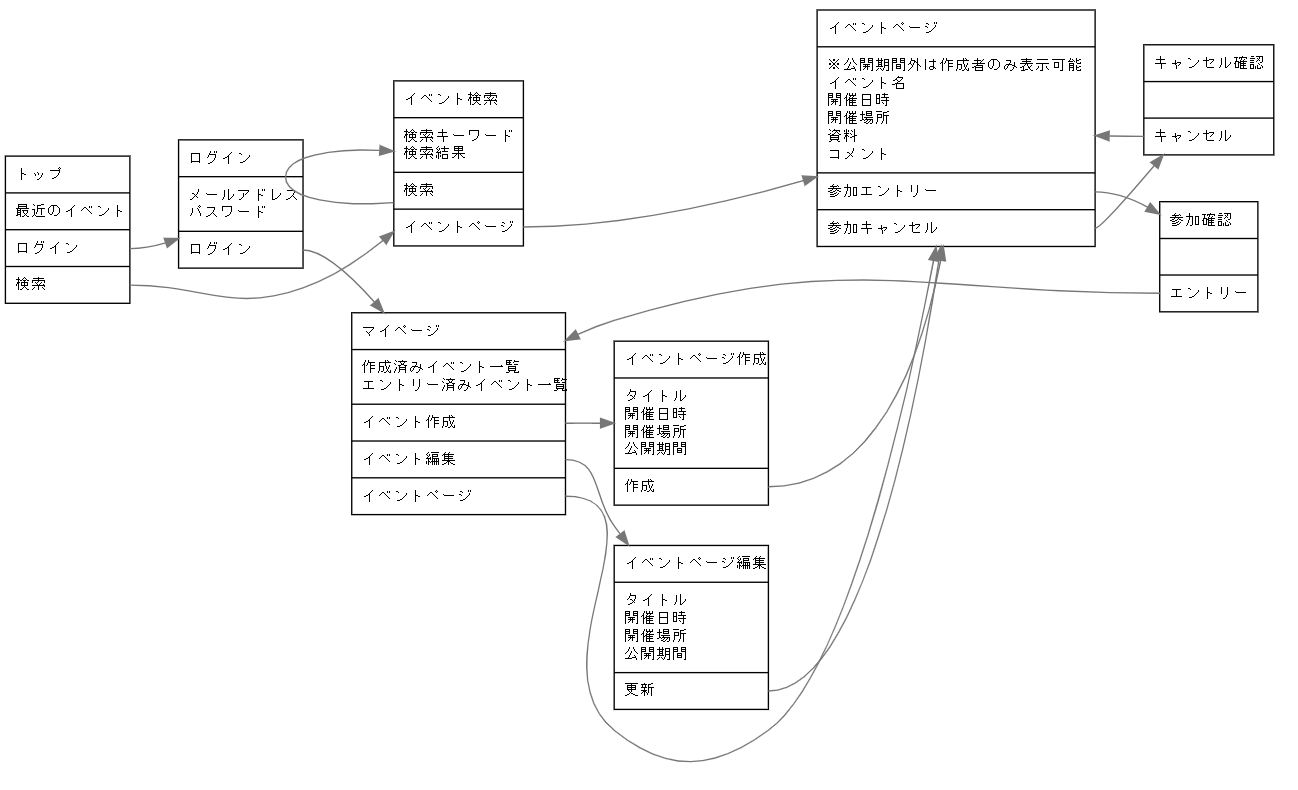 トップ
最近のイベント
ログイン
検索
ログイン
メールアドレス
パスワード
ログイン
イベント検索
検索キーワード
検索結果
検索
イベントページ
マイページ
作成済みイベント一覧
エントリー済みイベント一覧
イベント作成
イベント編集
イベントページ
イベントページ作成
タイトル
開催日時
開催場所
公開期間
作成
イベントページ編集
タイトル
開催日時
開催場所
公開期間
更新
イベントページ
※公開期間外は作成者のみ表示可能
イベント名
開催日時
開催場所
資料
コメント
参加エントリー
参加キャンセル
キャンセル確認
キャンセル
参加確認
エントリー